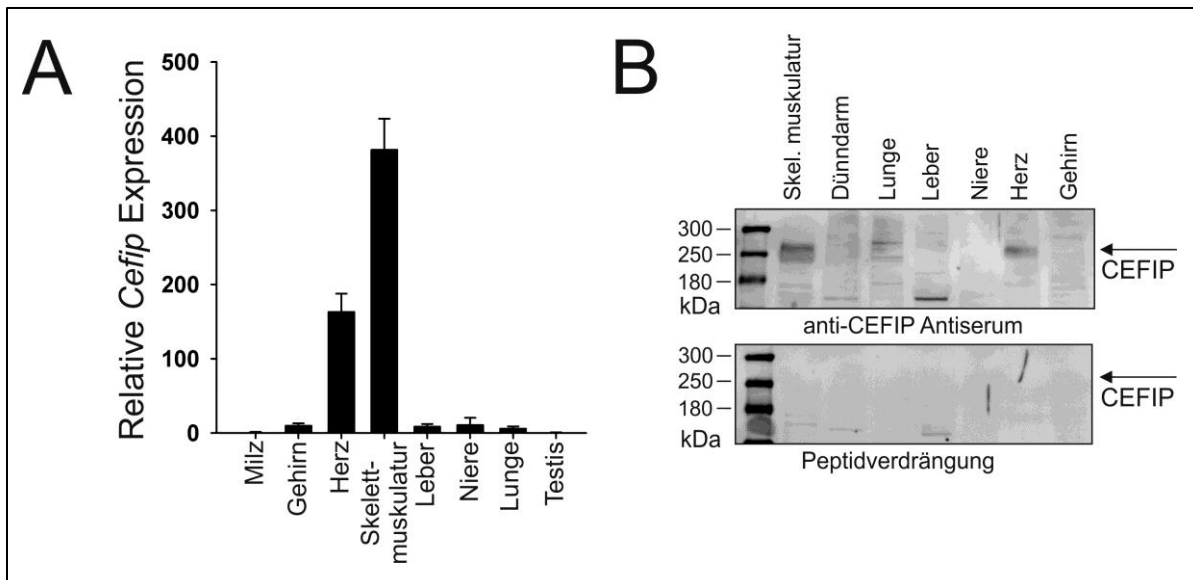 A
Relative Cefip Expression
500
400
300
200
100
0
Milz
Gehirn
Herz
Skelett-
muskulatur
Leber
Niere
Lunge
Testis
B
Skel. muskulatur
Dünndarm
Lunge
Leber
Niere
Herz
Gehirn
300
250
180
kDa
CEFIP
anti-CEFIP Antiserum
300
250
180
kDa
CEFIP
Peptidverdrängung